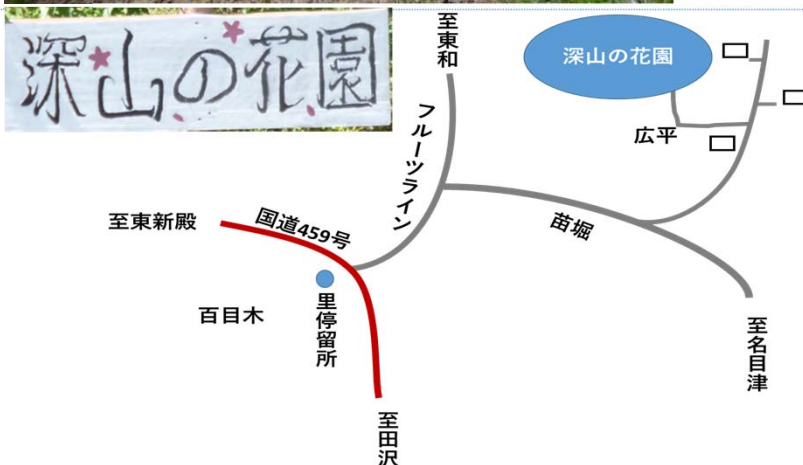 深山の花園
至東和
深山の花園
フルーツライン
広平
至東新殿
国道459号
苗堀
百目木
里停留所
至名目津
至田沢